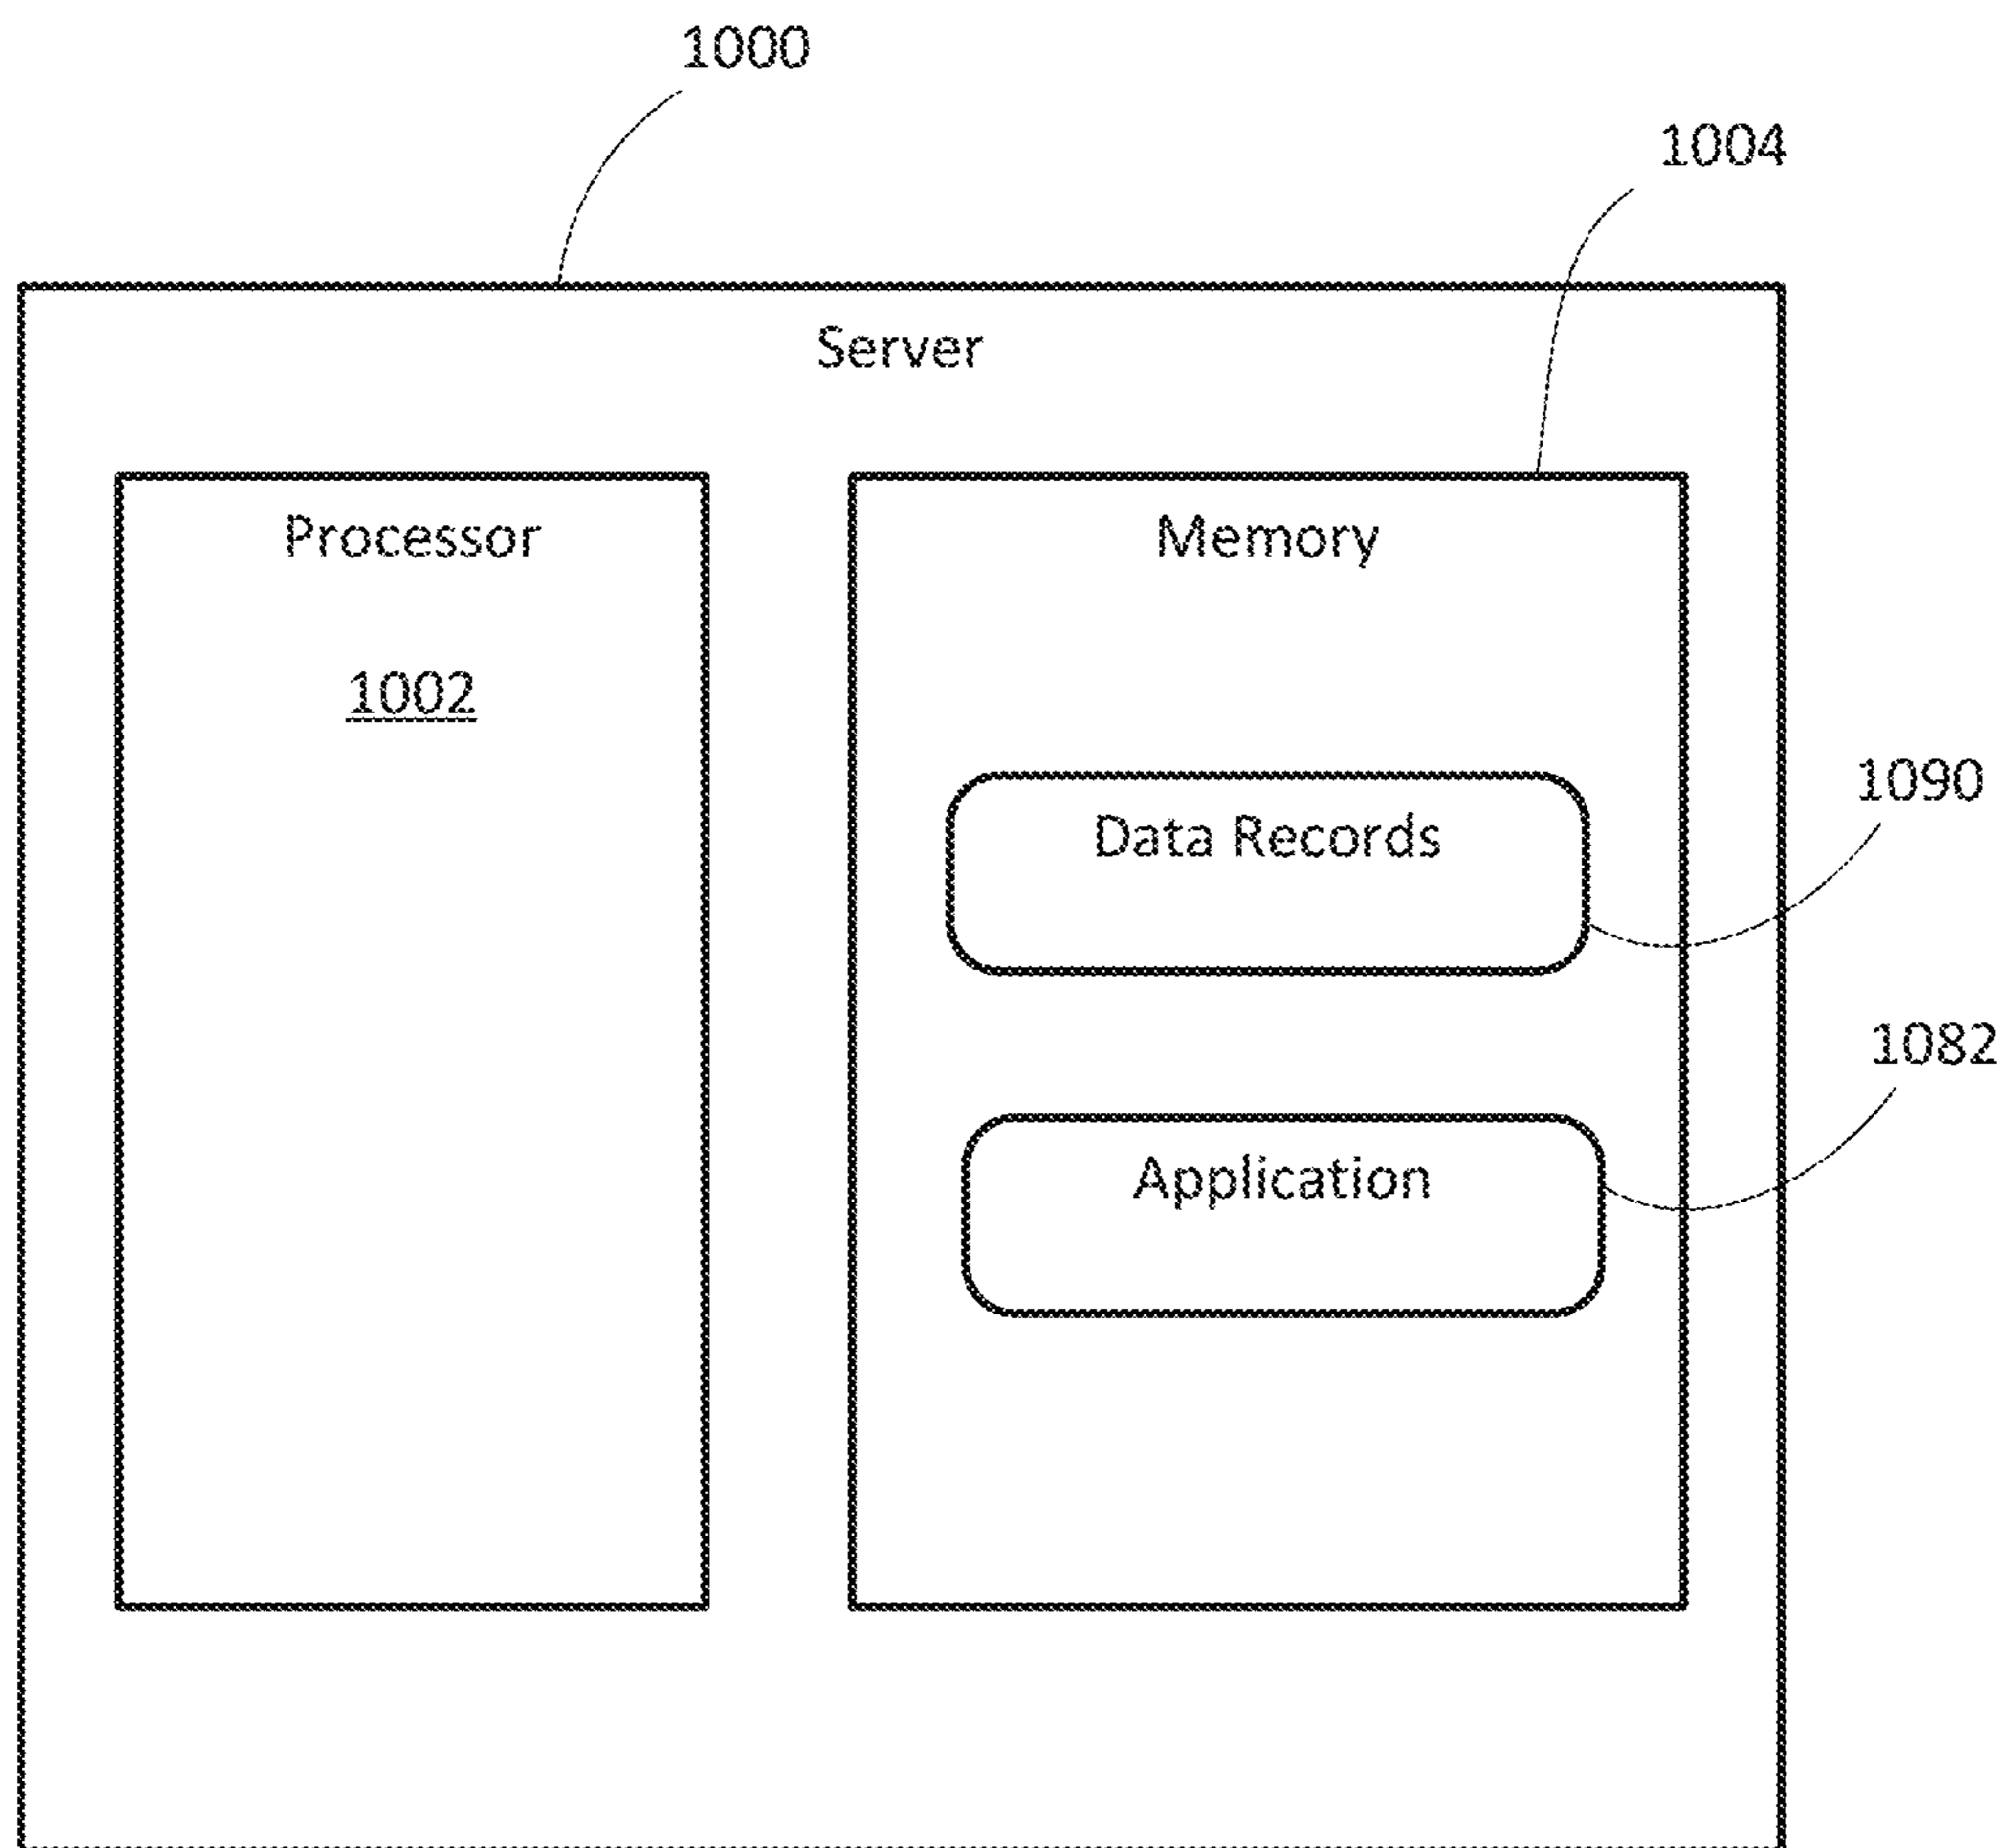 1000
1004
Server
Processor
Memory
1002
1090
Data Records
1082
Application